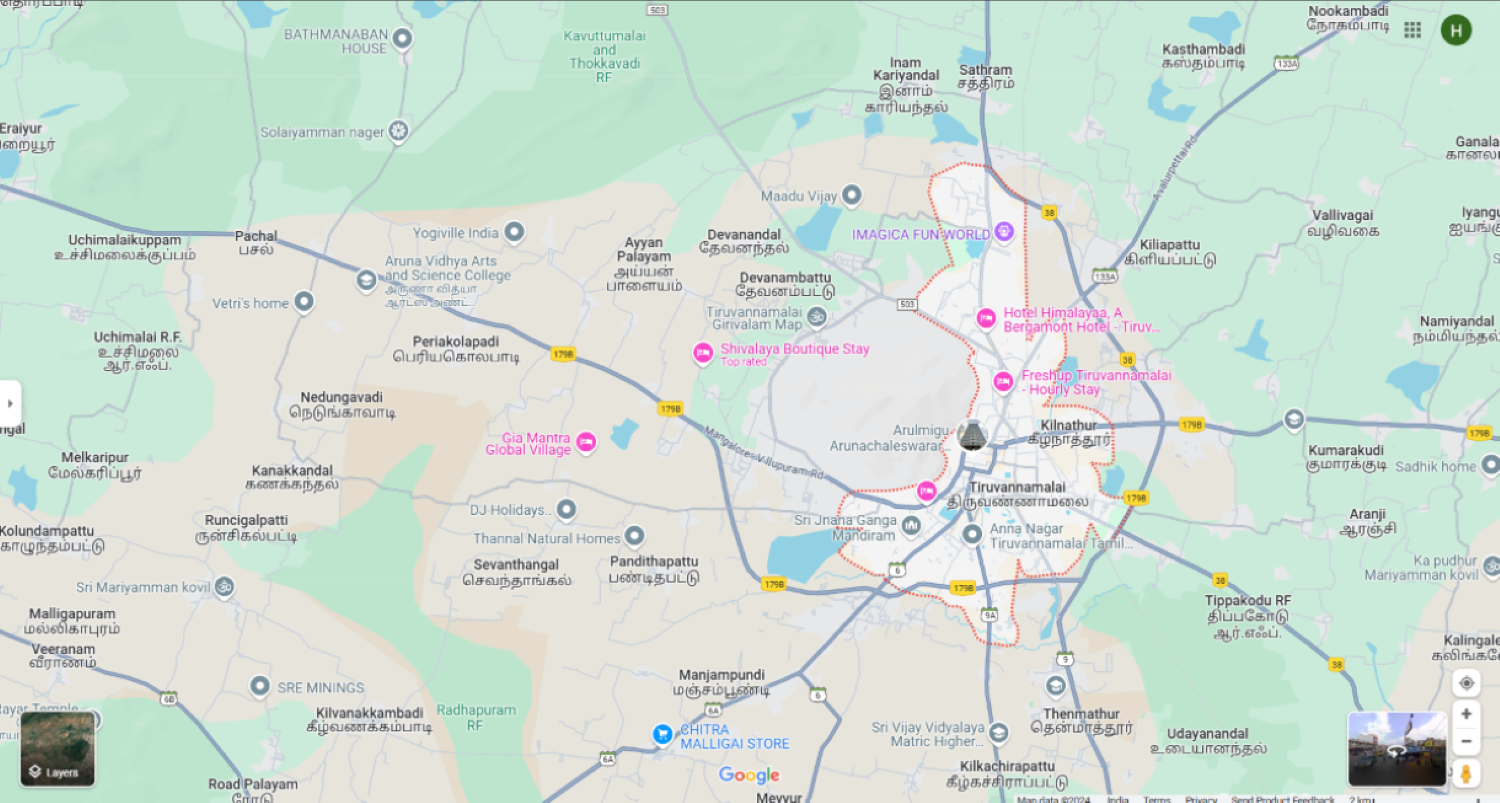 503
Nookambadi
நோகம்பாடி
H
BATHMANABAN
HOUSE
Kavuttumalai
and
Thokkavadi
RF
Kasthambadi
கஸ்தம்பாடி
133A
Inam
Kariyandal
இனாம்
காரியந்தல்
Sathram
சத்திரம்
Eraiyur
Solaiyamman nager
Avalurpettai Rd
Maadu Vijay
38
Vallivagai
வழிவகை
Uchimalaikuppam
உச்சிமலைக்குப்பம்
Pachal
பசல்
Yogiville India
Ayyan
Palayam
அய்யன்
பாளையம்
Devanandal
தேவனந்தல்
IMAGICA FUN WORLD
Kiliapattu
கிளியப்பட்டு
Aruna Vidhya Arts
and Science College
அருணா வித்யா
ஆர்ட்ஸ் அண்ட்...
Devanambattu
தேவனம்பட்டு
133A
Vetri's home
503
Tiruvannamalai
Girivalam Map
Hotel Himalayaa, A
Bergamont Hotel - Tiruv...
Namiyandal
நம்மியந்தல்
Uchimalai R.F.
உச்சிமலை
ஆர்.எஃப்.
Periakolapadi
பெரியகொலபாடி
179B
Shivalaya Boutique Stay
Top rated
38
Freshup Tiruvannamalai
- Hourly Stay
Nedungavadi
நெடுங்காவாடி
179B
Mangalore - Villupuram Rd
Arulmigu
Arunachaleswarar
Kilnathur
கீழ்நாத்தூர்
179B
179B
Gia Mantra
Global Village
Kumarakudi
குமாரக்குடி
Melkaripur
மேல்கரிப்பூர்
Kanakkandal
கணக்கந்தல்
Sadhik home
Tiruvannamalai
திருவண்ணாமலை
179B
DJ Holidays..
Aranji
ஆரஞ்சி
Runcigalpatti
ருன்சிகல்பட்டி
Sri Jnana Ganga
Mandiram
Anna Nagar
Tiruvannamalai Tamil...
Kolundampattu
Thannal Natural Homes
Sevanthangal
செவந்தாங்கல்
Pandithapattu
பண்டிதபட்டு
6
Ka pudhur
Mariyamman kovil
Sri Mariyamman kovil
179B
179B
38
Malligapuram
மல்லிகாபுரம்
9A
Tippakodu RF
திப்பகோடு
ஆர்.எஃப்.
Veeranam
வீராணம்
9
38
SRE MININGS
Manjampundi
மஞ்சம்பூண்டி
6B
6
6A
Kilvanakkambadi
கீழ்வணக்கம்பாடி
Radhapuram
RF
Thenmathur
தென்மாத்தூர்
CHITRA
MALLIGAI STORE
Sri Vijay Vidyalaya
Matric Higher...
Udayanandal
உடையானந்தல்
6A
Layers
Google
Kilkachirapattu
கீழ்கச்சிராப்பட்டு
Road Palayam
ரோடு
Meyyur
Map data ©2024 India Terms Privacy Send Product Feedback 2 km